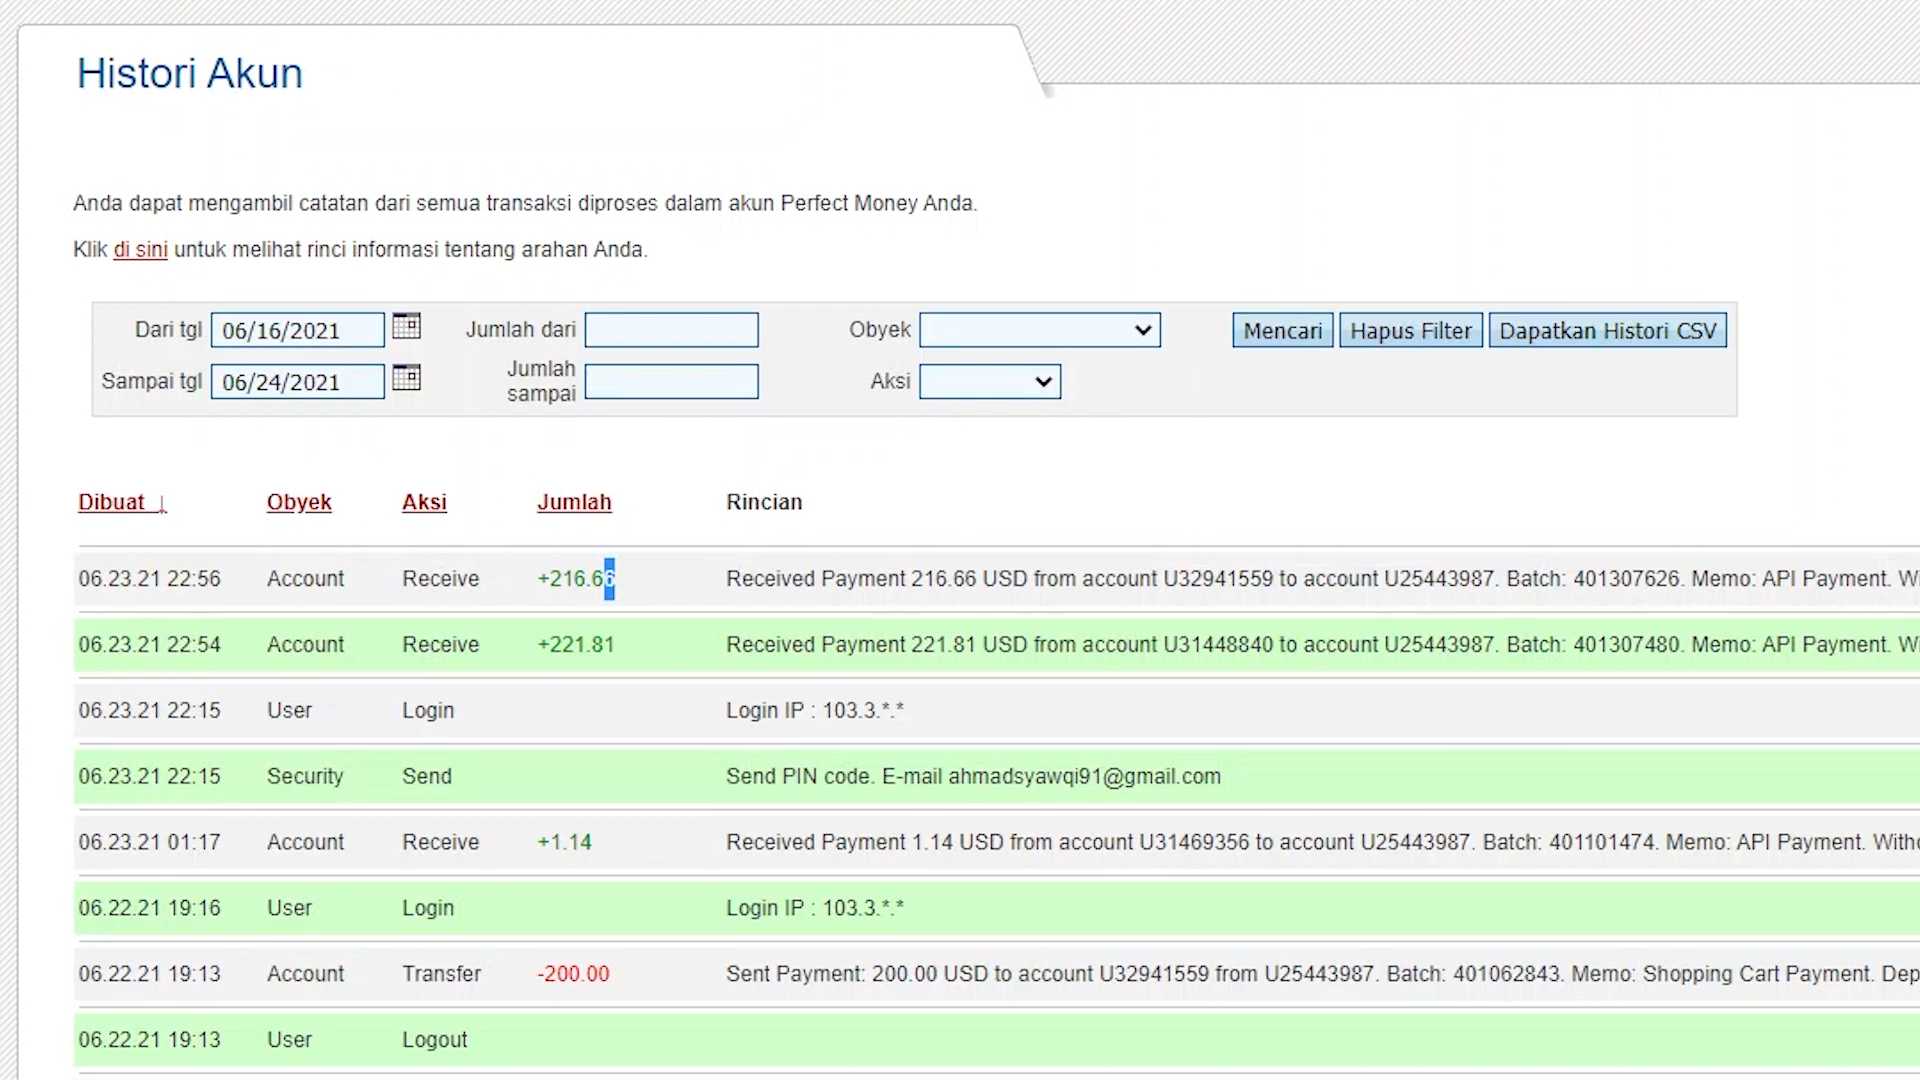 Histori Akun
Anda dapat mengambil catatan dari semua transaksi diproses dalam akun Perfect Money Anda.
Klik di sini untuk melihat rinci informasi tentang arahan Anda.
Dari tgl 06/16/2021 Jumlah dari Obyek Mencari Hapus Filter Dapatkan Histori CSV
Sampai tgl 06/24/2021 Jumlah sampai Aksi
Dibuat ↓ Obyek Aksi Jumlah Rincian
06.23.21 22:56 Account Receive +216.66 Received Payment 216.66 USD from account U32941559 to account U25443987. Batch: 401307626. Memo: API Payment. Wi
06.23.21 22:54 Account Receive +221.81 Received Payment 221.81 USD from account U31448840 to account U25443987. Batch: 401307480. Memo: API Payment. Wi
06.23.21 22:15 User Login Login IP : 103.3.*.*
06.23.21 22:15 Security Send Send PIN code. E-mail ahmadsyawqi91@gmail.com
06.23.21 01:17 Account Receive +1.14 Received Payment 1.14 USD from account U31469356 to account U25443987. Batch: 401101474. Memo: API Payment. Witho
06.22.21 19:16 User Login Login IP : 103.3.*.*
06.22.21 19:13 Account Transfer -200.00 Sent Payment: 200.00 USD to account U32941559 from U25443987. Batch: 401062843. Memo: Shopping Cart Payment. Dep
06.22.21 19:13 User Logout